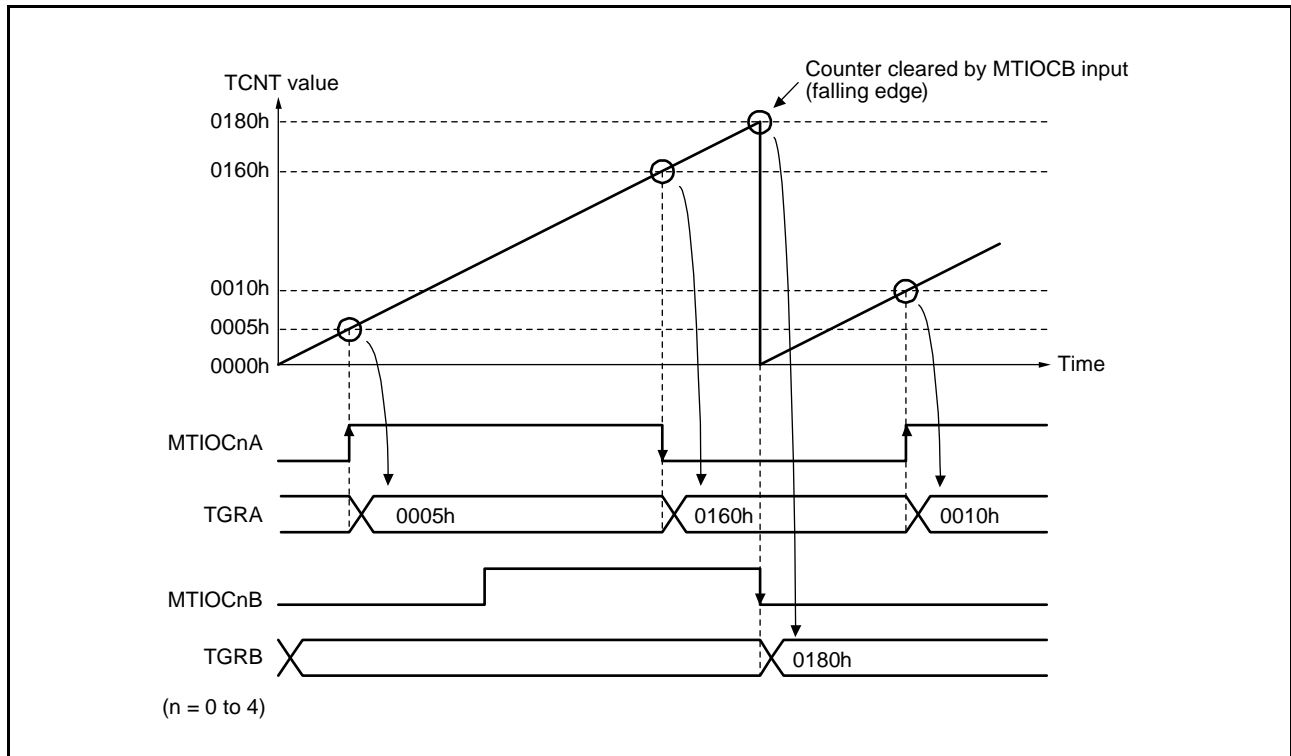 Counter cleared by MTIOCB input
(falling edge)
TCNT value
0180h
0160h
0010h
0005h
0000h
Time
MTIOCnA
TGRA
0005h
0160h
0010h
MTIOCnB
TGRB
0180h
(n = 0 to 4)